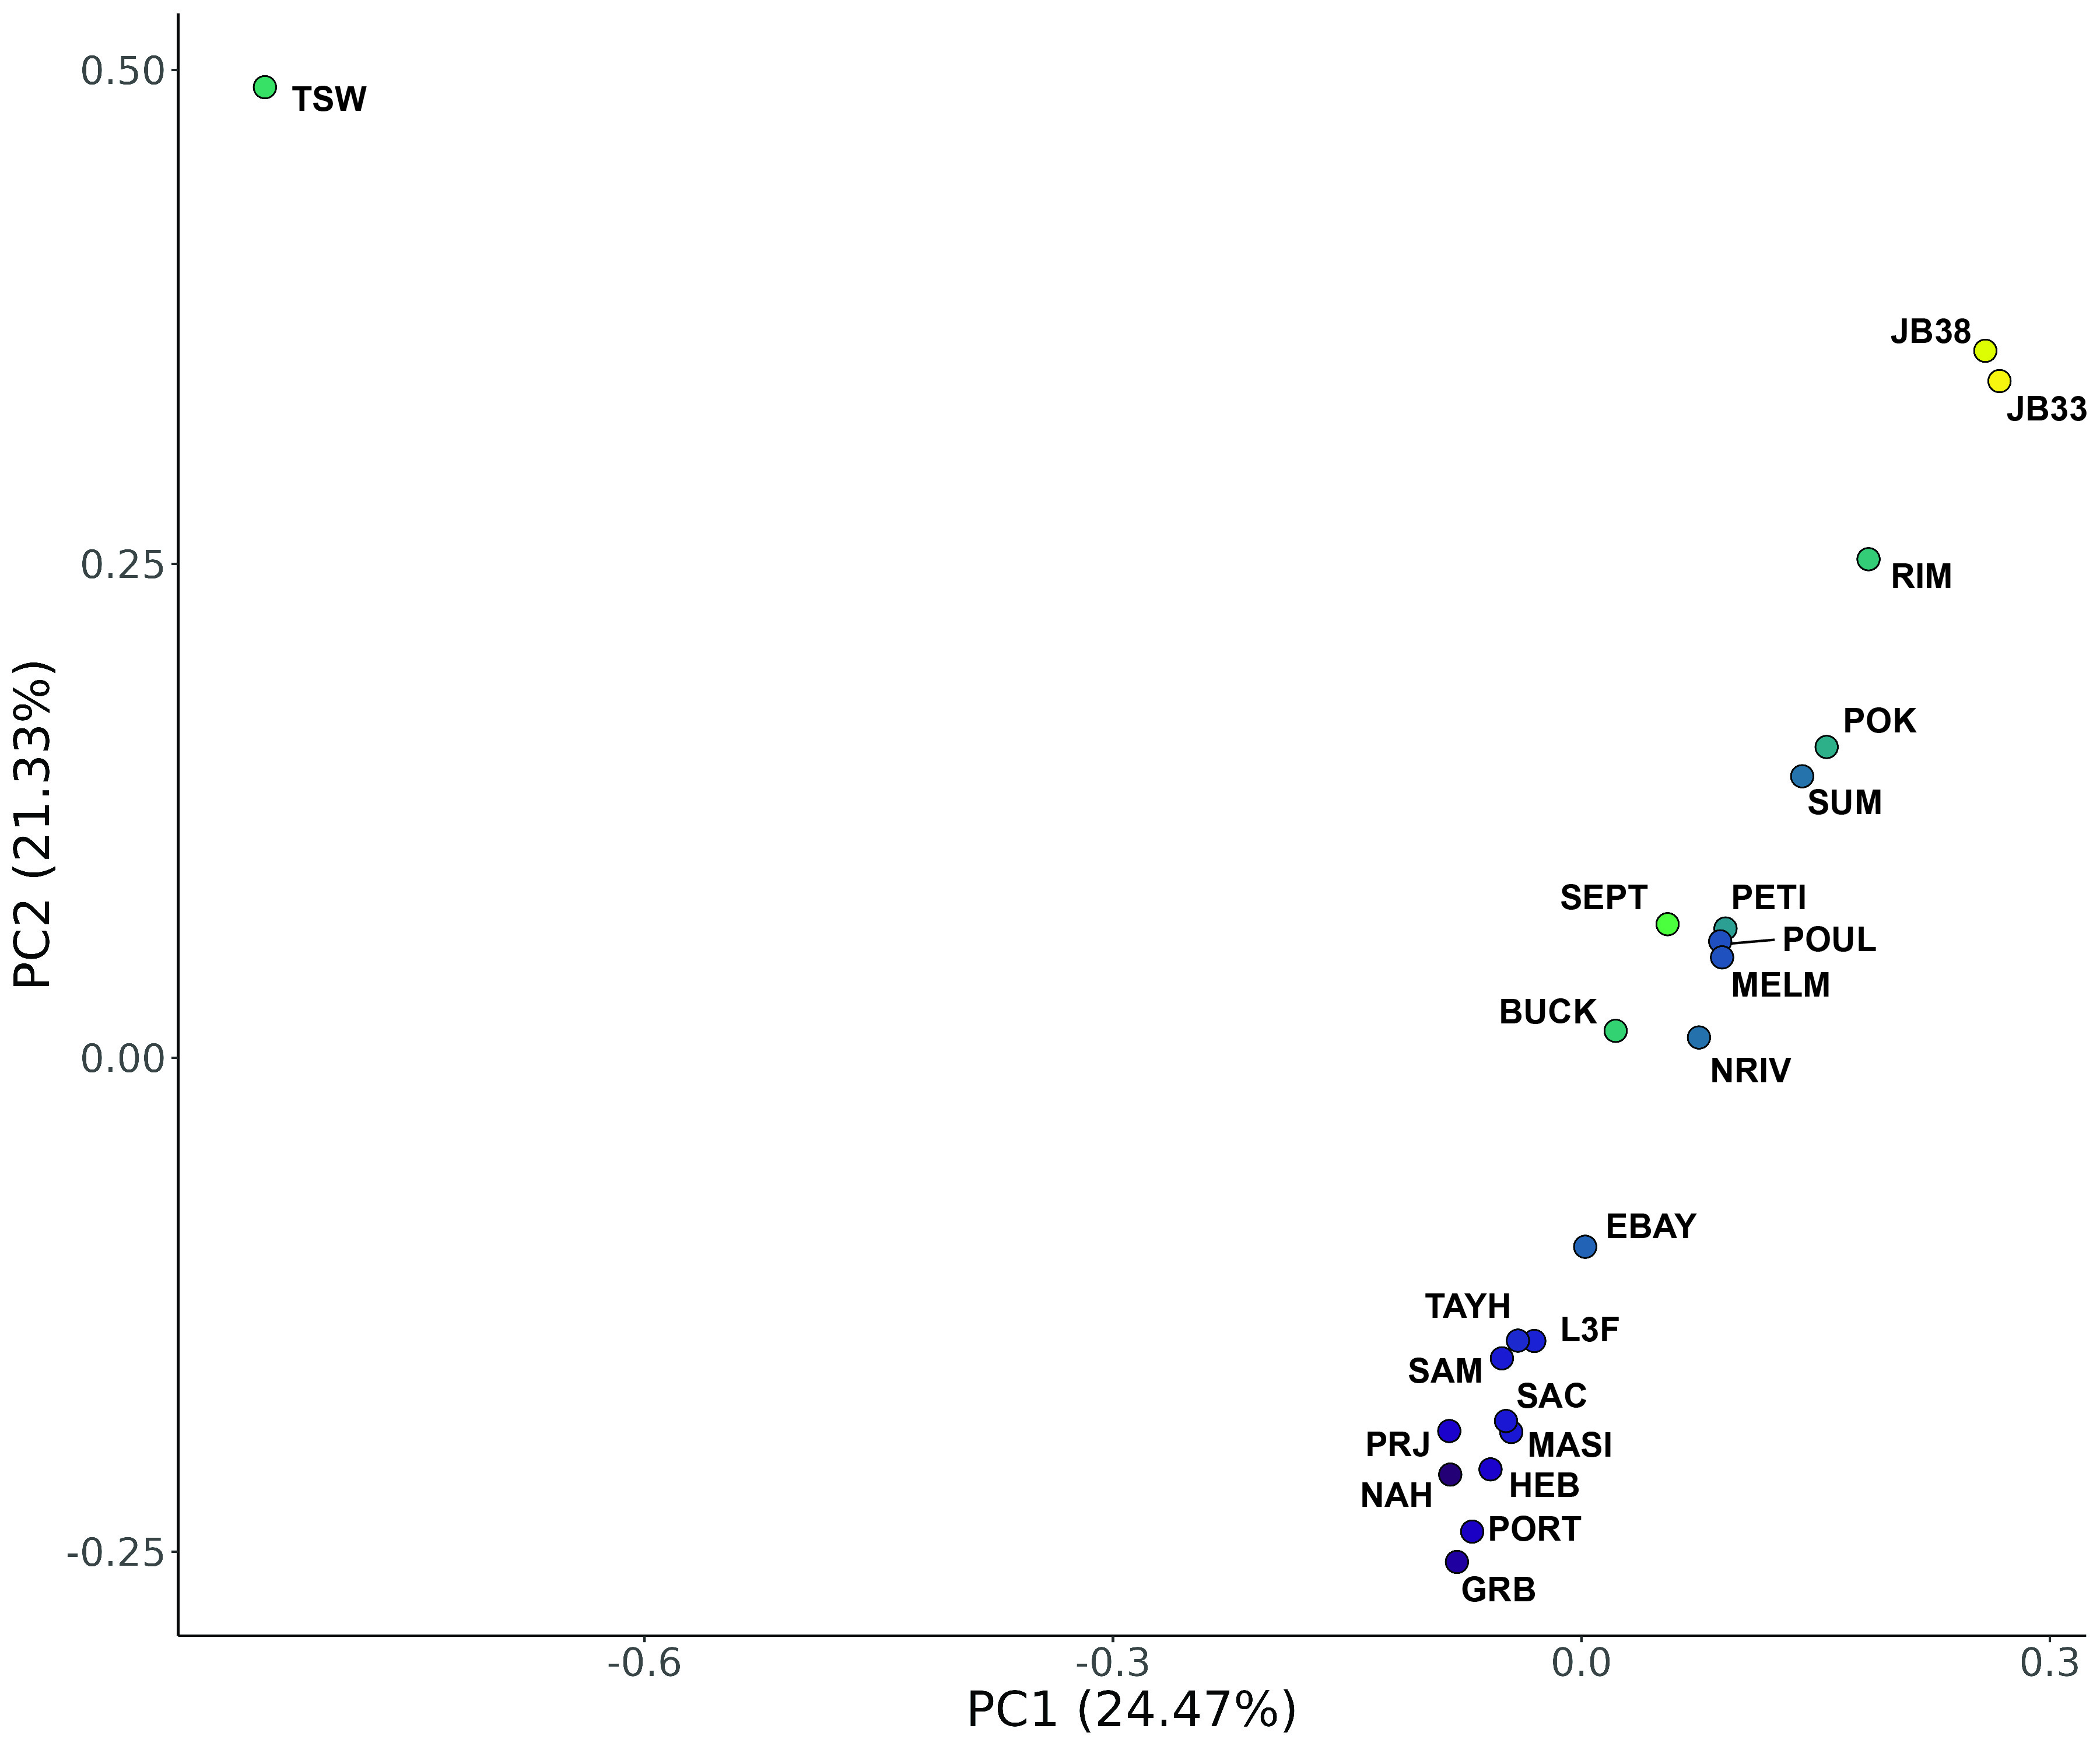 0.50
TSW
JB38
JB33
0.25
RIM
POK
SUM
SEPT
PETI
POUL
MELM
BUCK
NRIV
0.00
PC2 (21.33%)
EBAY
TAYH
L3F
SAM
SAC
PRJ
MASI
NAH
HEB
PORT
-0.25
GRB
-0.6
-0.3
0.0
0.3
PC1 (24.47%)